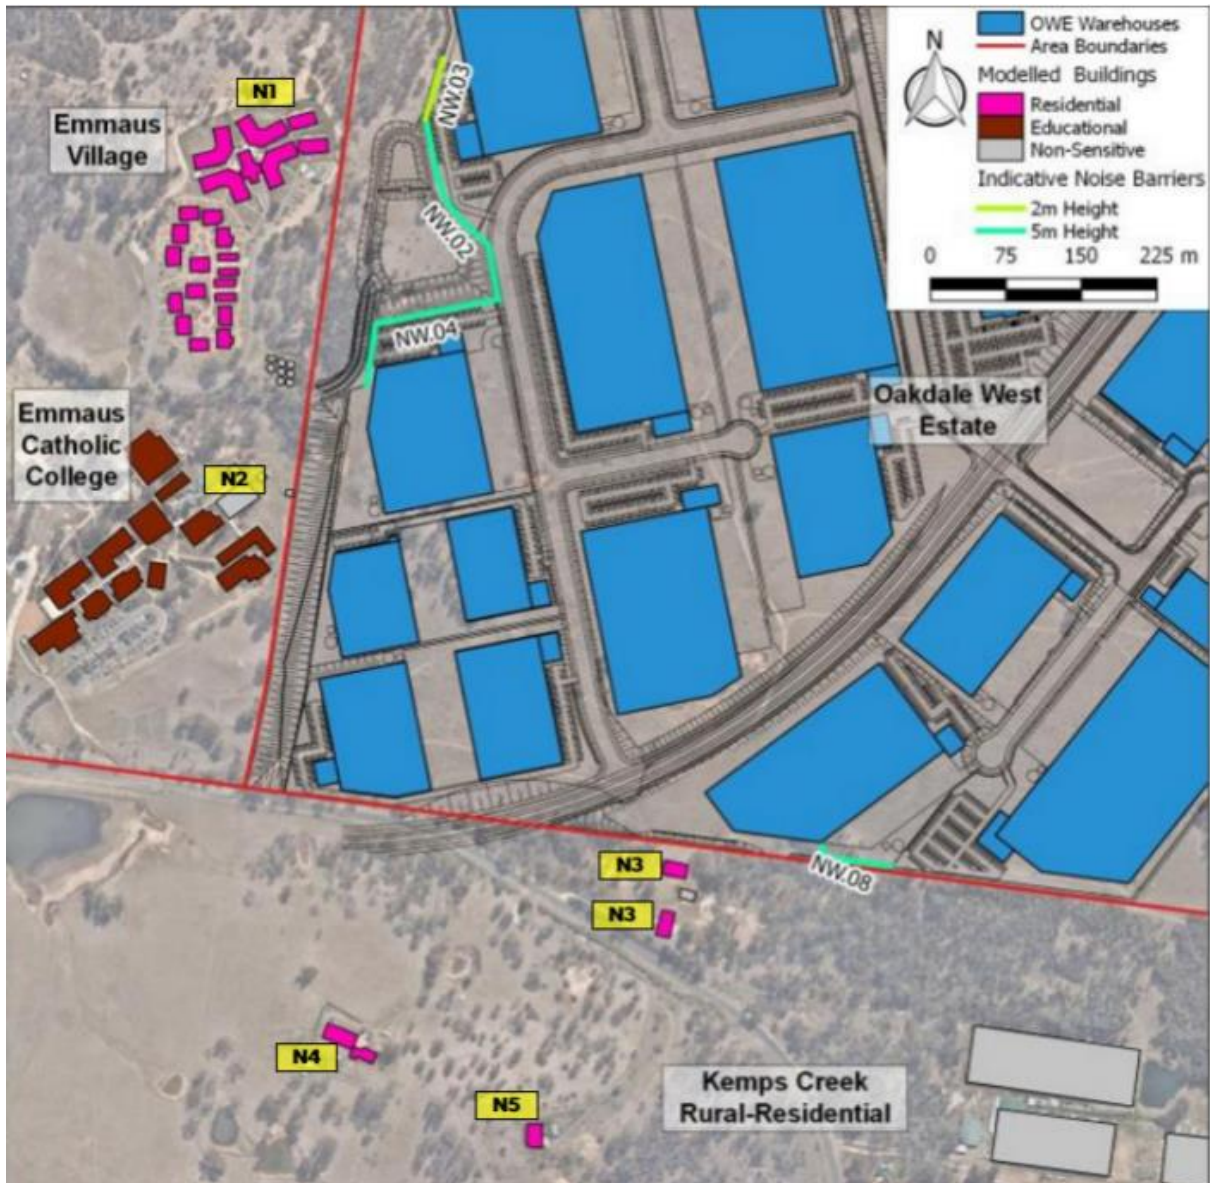 N
OWE Warehouses
Area Boundaries
Modelled Buildings
Residential
Educational
Non-Sensitive
Indicative Noise Barriers
2m Height
5m Height
0 75 150 225 m
N1
Emmaus
Village
NW.03
NW.02
NW.04
Emmaus
Catholic
College
N2
Oakdale West
Estate
N3
NW.08
N3
N4
N5
Kemps Creek
Rural-Residential